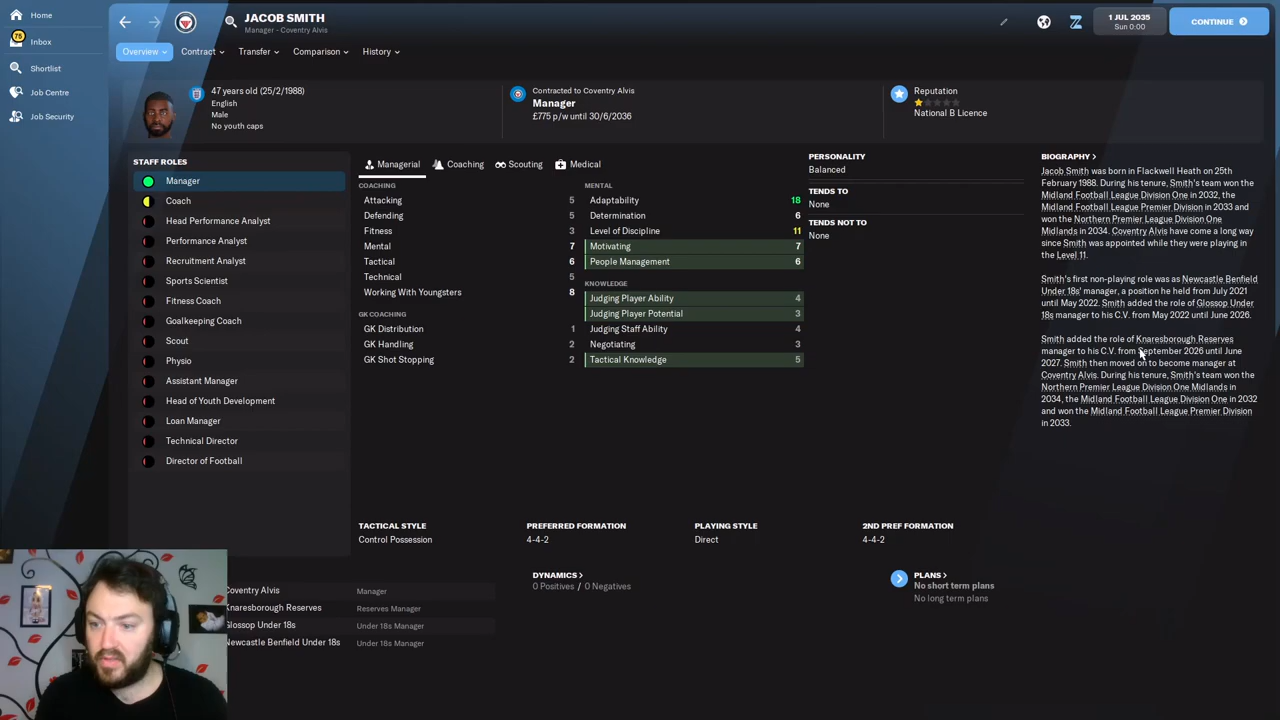 Home
75
Inbox
Shortlist
Job Centre
Job Security
JACOB SMITH
Manager - Coventry Alvis
1 JUL 2035
Sun 0:00
CONTINUE
Overview
Contract
Transfer
Comparison
History
47 years old (25/2/1988)
English
Male
No youth caps
Contracted to Coventry Alvis
Manager
£775 p/w until 30/6/2036
Reputation
National B Licence
STAFF ROLES
Manager
Coach
Head Performance Analyst
Performance Analyst
Recruitment Analyst
Sports Scientist
Fitness Coach
Goalkeeping Coach
Scout
Physio
Assistant Manager
Head of Youth Development
Loan Manager
Technical Director
Director of Football
Managerial
Coaching
Scouting
Medical
COACHING
Attacking 5
Defending 5
Fitness 3
Mental 7
Tactical 6
Technical 5
Working With Youngsters 8
GK COACHING
GK Distribution 1
GK Handling 2
GK Shot Stopping 2
MENTAL
Adaptability 18
Determination 6
Level of Discipline 11
Motivating 7
People Management 6
KNOWLEDGE
Judging Player Ability 4
Judging Player Potential 3
Judging Staff Ability 4
Negotiating 3
Tactical Knowledge 5
PERSONALITY
Balanced
TENDS TO
None
TENDS NOT TO
None
BIOGRAPHY
Jacob Smith was born in Flackwell Heath on 25th
February 1988. During his tenure, Smith's team won the
Midland Football League Division One in 2032, the
Midland Football League Premier Division in 2033 and
won the Northern Premier League Division One
Midlands in 2034. Coventry Alvis have come a long way
since Smith was appointed while they were playing in
the Level 11.
Smith's first non-playing role was as Newcastle Benfield
Under 18s' manager, a position he held from July 2021
until May 2022. Smith added the role of Glossop Under
18s manager to his C.V. from May 2022 until June 2026.
Smith added the role of Knaresborough Reserves
manager to his C.V. from September 2026 until June
2027. Smith then moved on to become manager at
Coventry Alvis. During his tenure, Smith's team won the
Northern Premier League Division One Midlands in
2034, the Midland Football League Division One in 2032
and won the Midland Football League Premier Division
in 2033.
TACTICAL STYLE
Control Possession
PREFERRED FORMATION
4-4-2
PLAYING STYLE
Direct
2ND PREF FORMATION
4-4-2
Coventry Alvis Manager
Knaresborough Reserves Reserves Manager
Glossop Under 18s Under 18s Manager
Newcastle Benfield Under 18s Under 18s Manager
DYNAMICS
0 Positives / 0 Negatives
PLANS
No short term plans
No long term plans